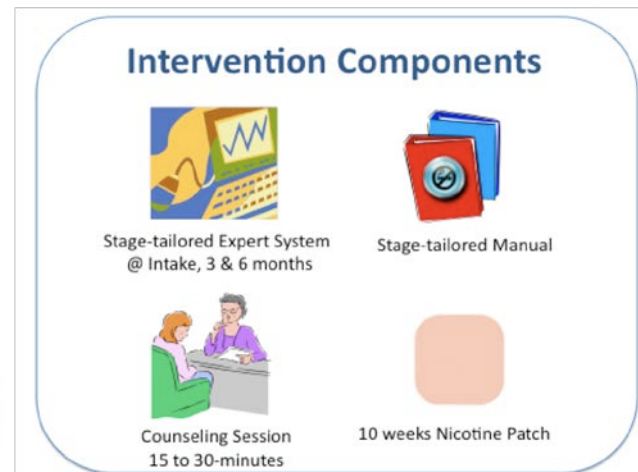 Intervention Components
Stage-tailored Expert System
@ Intake, 3 & 6 months
Stage-tailored Manual
Counseling Session
15 to 30-minutes
10 weeks Nicotine Patch